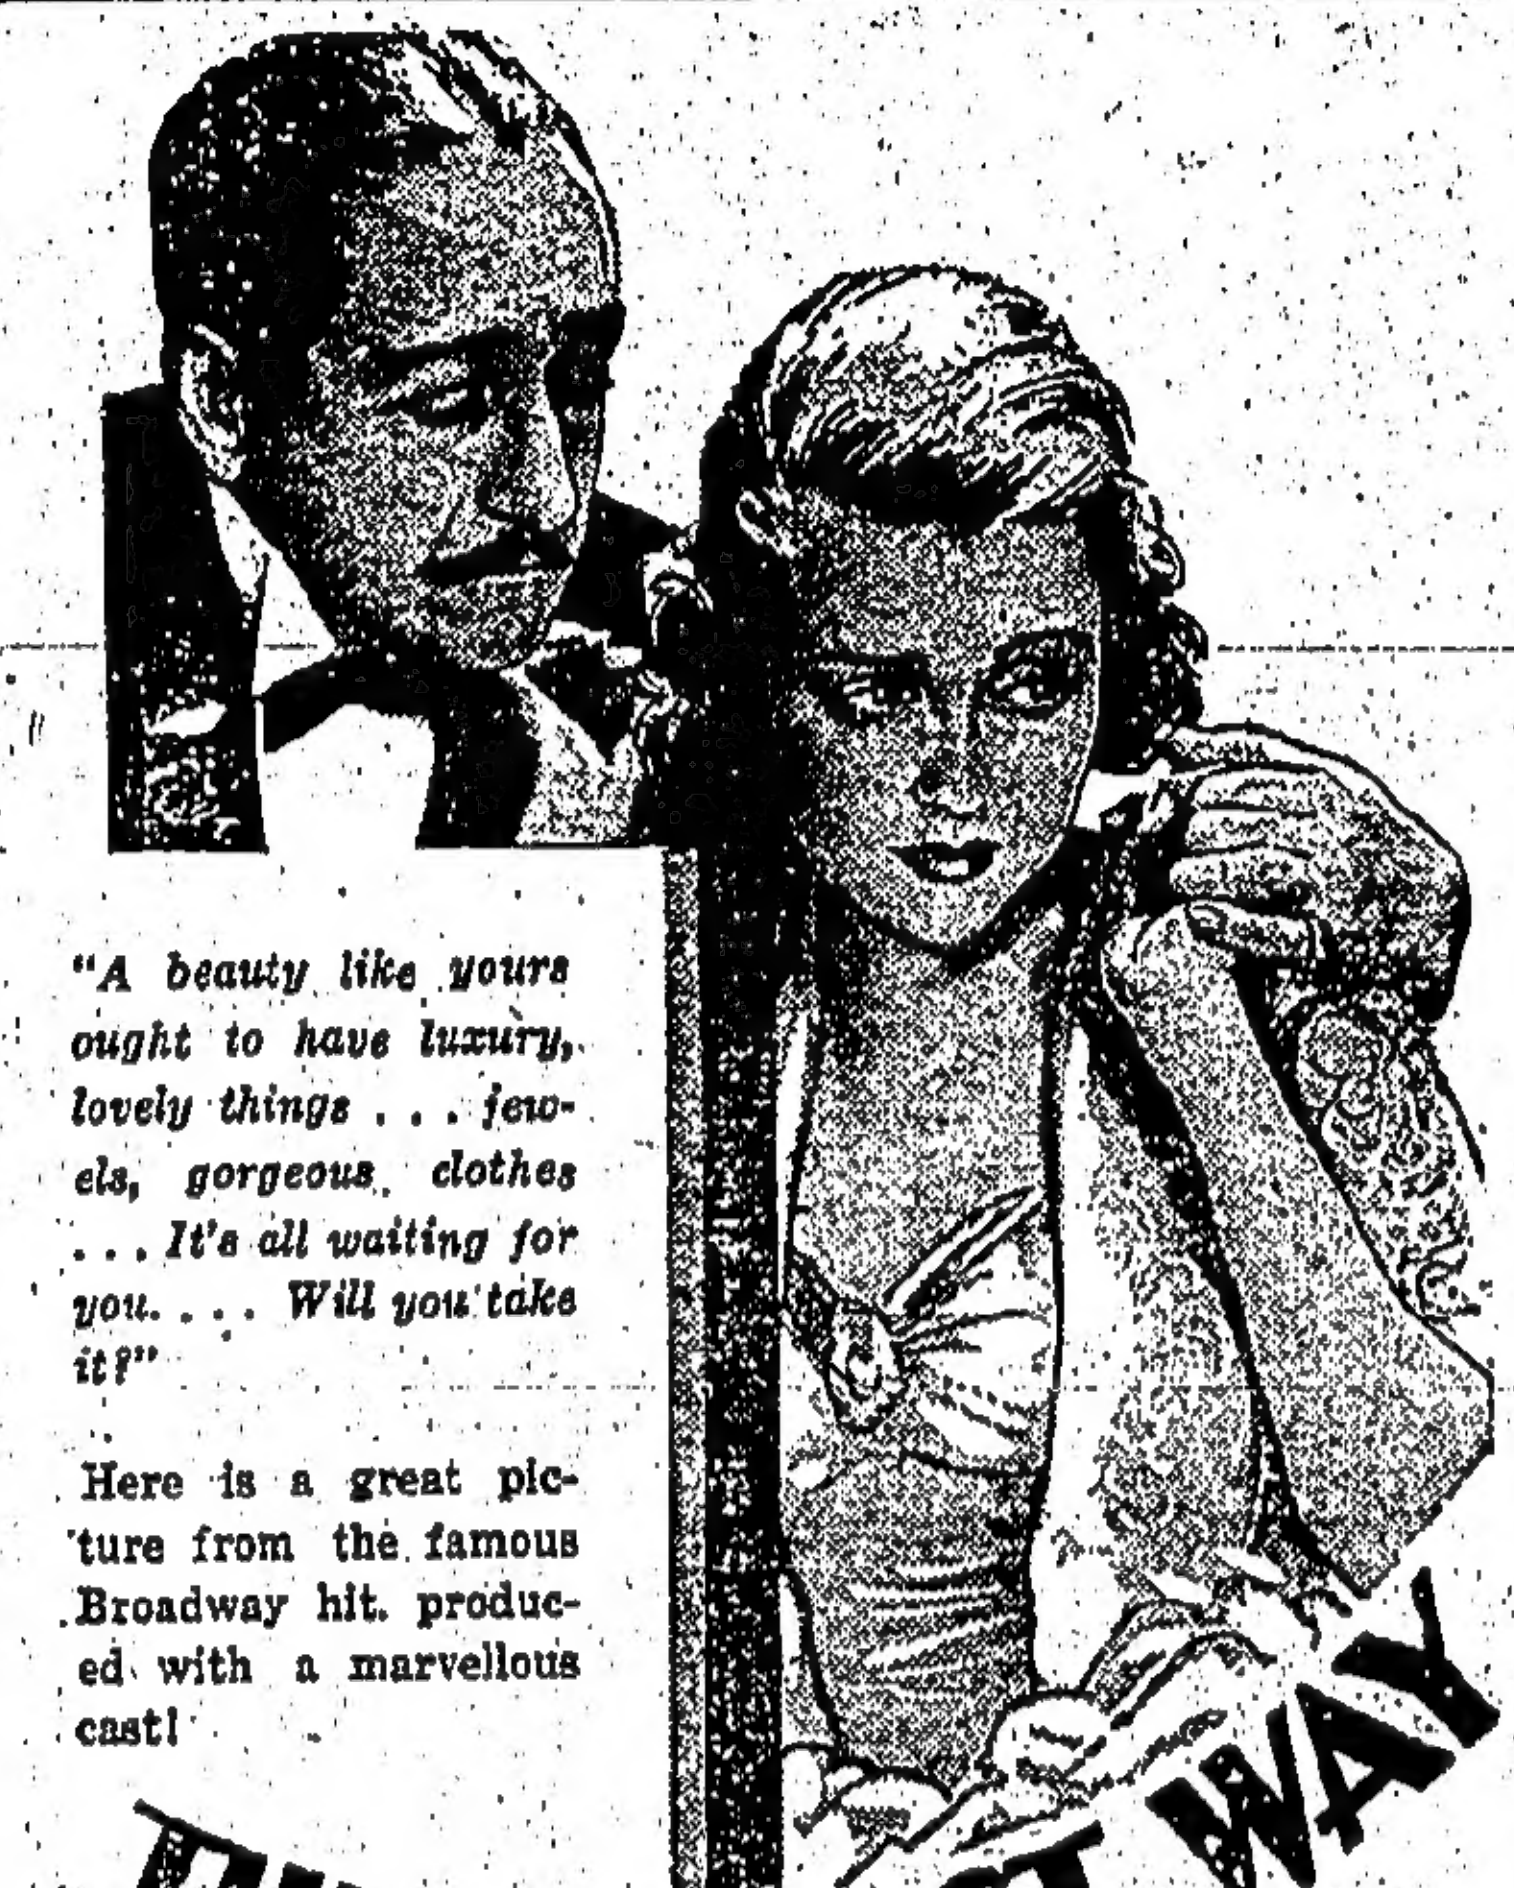 "A beauty like yours
ought to have luxury,
lovely things . . . jew-
els, gorgeous clothes
. . . It's all waiting for
you. . . . Will you take
it?"
Here is a great pic-
ture from the famous
Broadway hit. produc-
ed with a marvellous
cast!
WAY